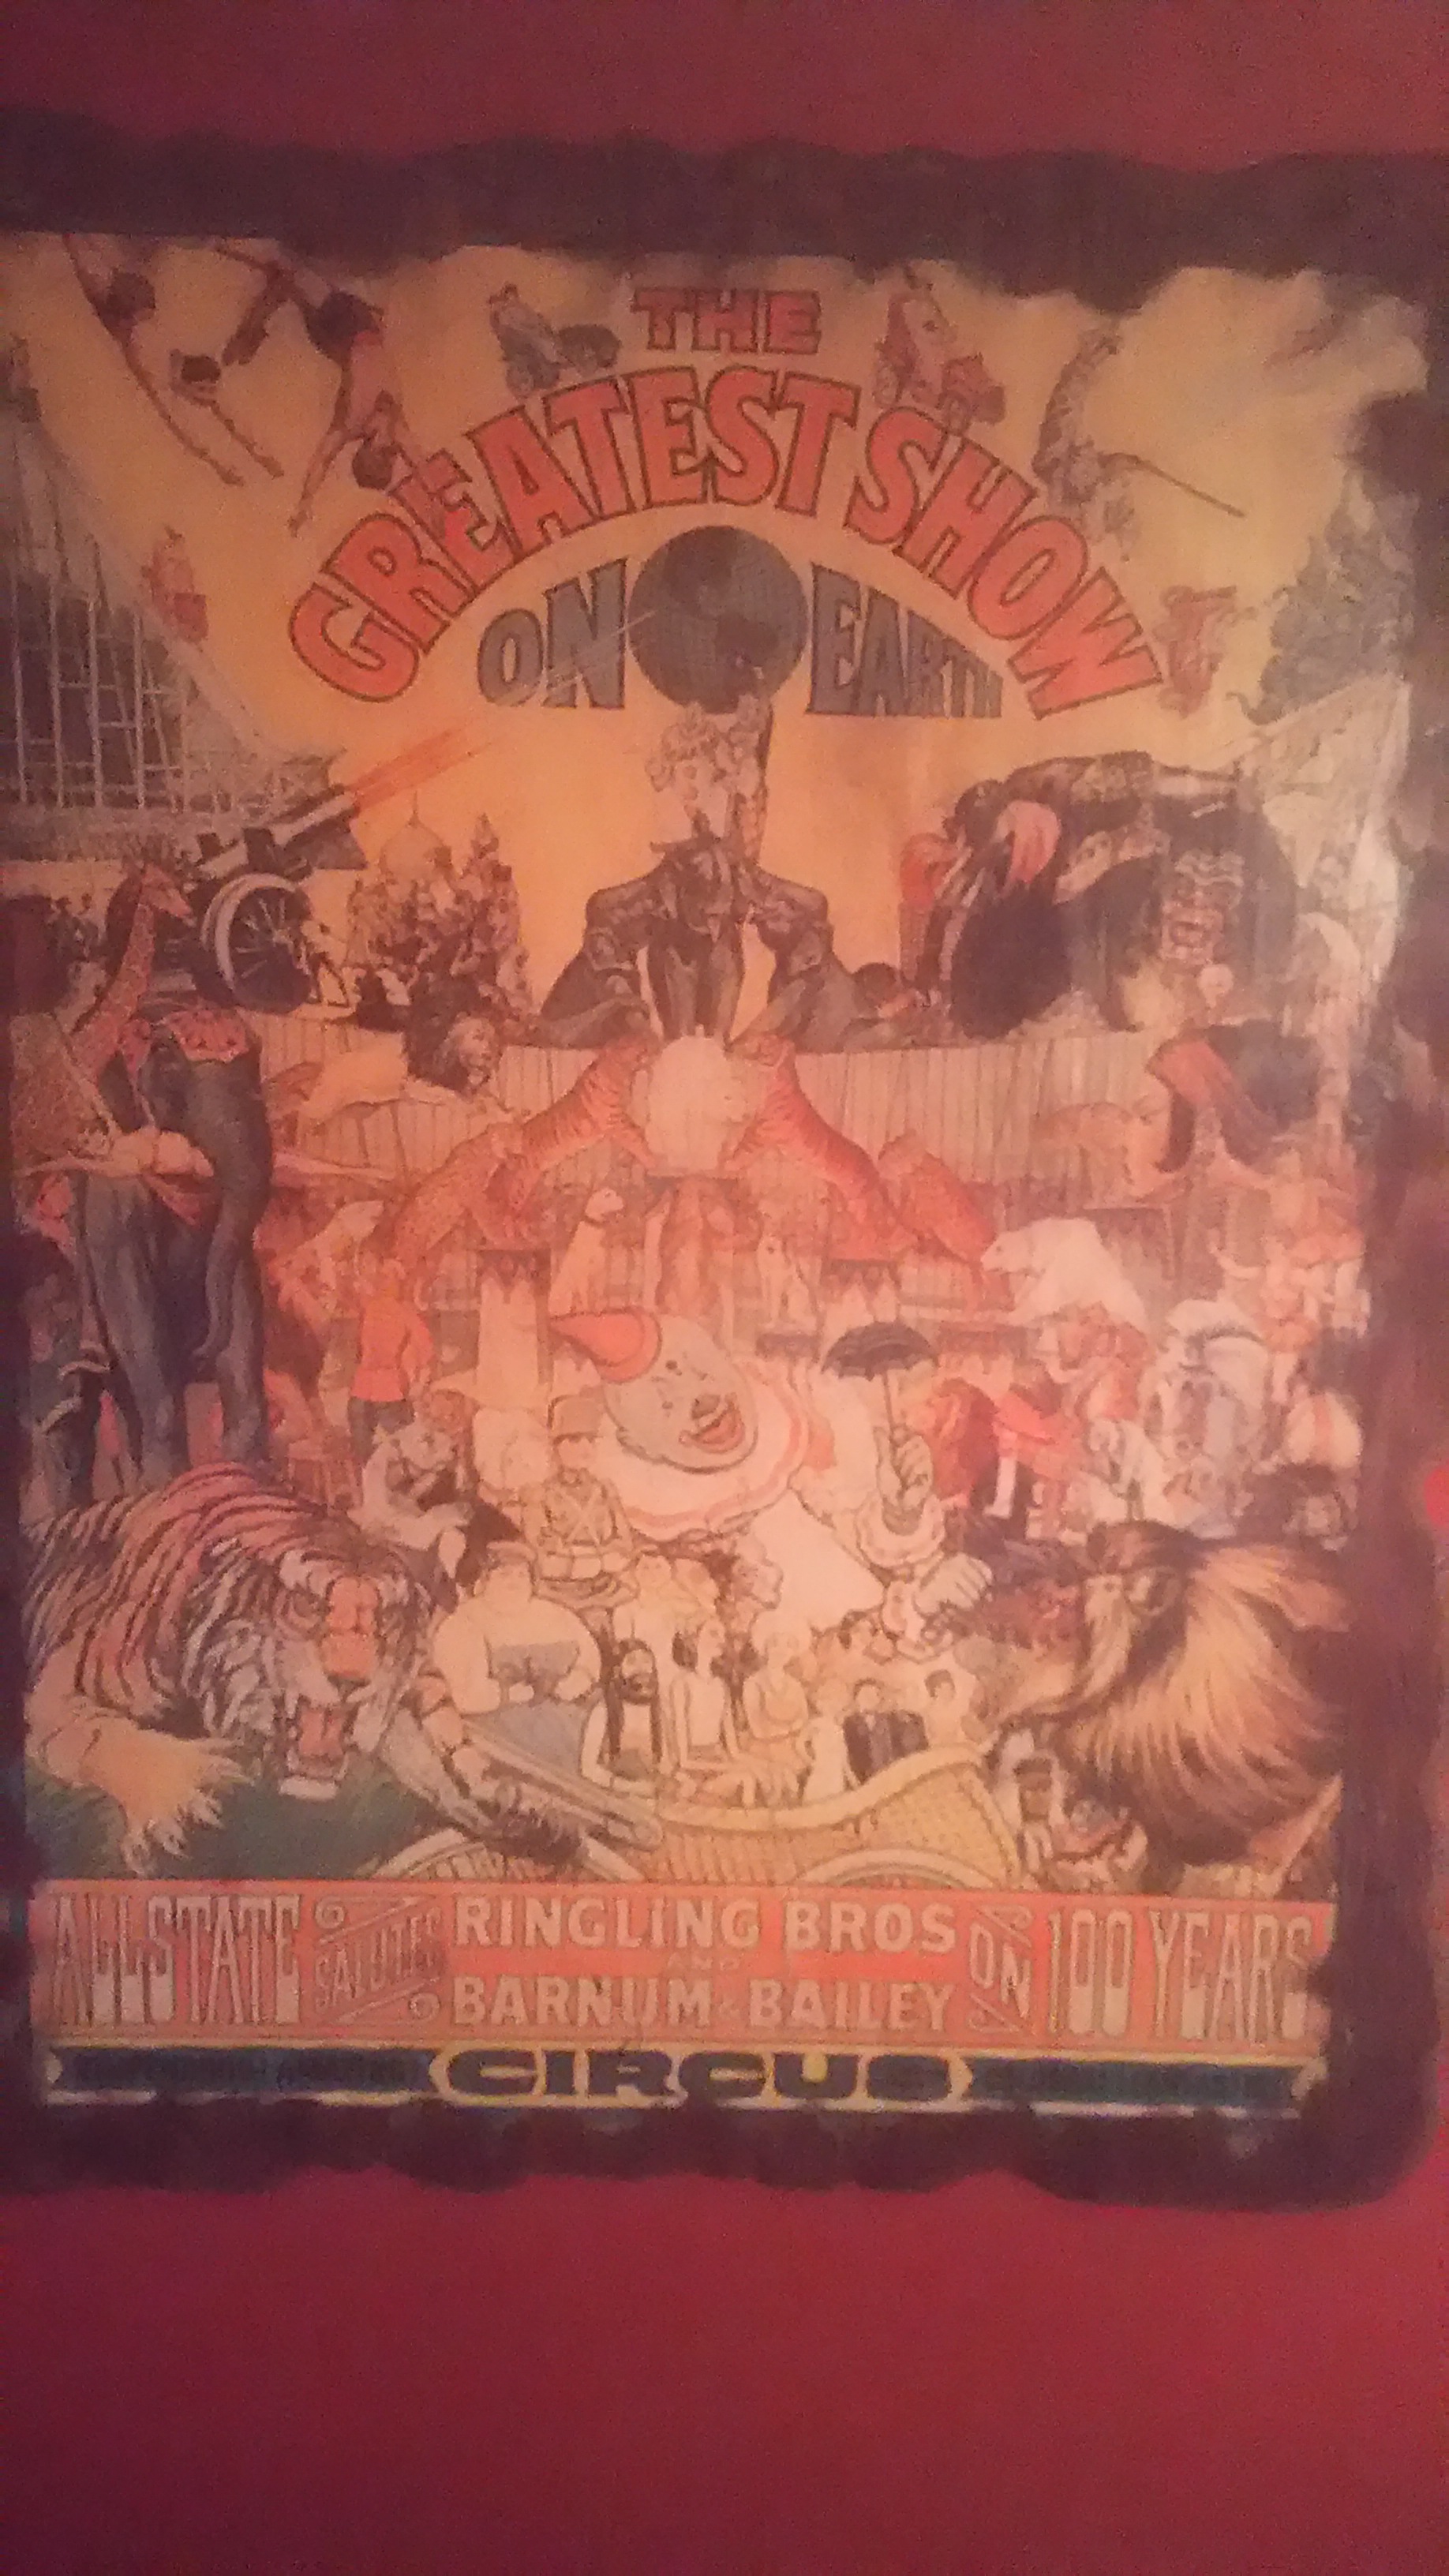 THE
GREATEST SHOW
ON EARTH
ALLSTATE SALUTES RINGLING BROS AND BARNUM & BAILEY ON 100 YEARS
CIRCUS